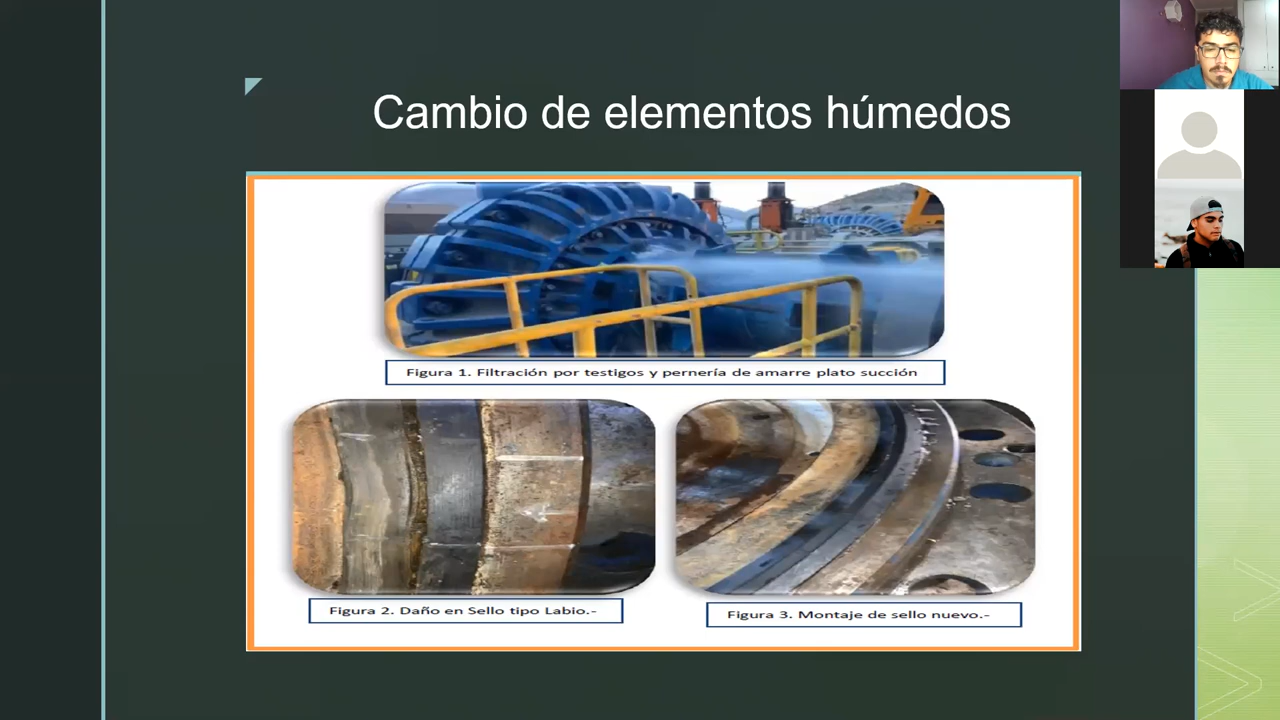 Cambio de elementos húmedos
Figura 1. Filtración por testigos y pernería de amarre plato succión
Figura 2. Daño en Sello tipo Labio.-
Figura 3. Montaje de sello nuevo.-